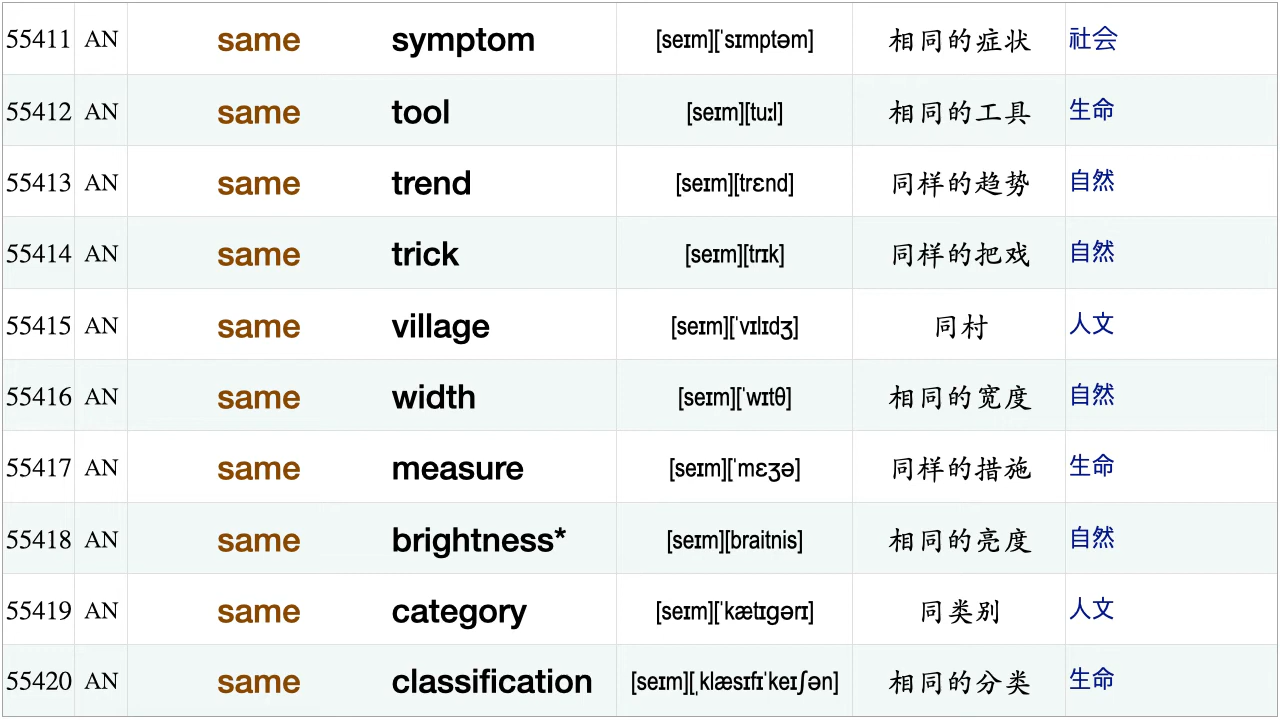 55411 AN same symptom [seɪm][ˈsɪmptəm] 相同的症状 社会
55412 AN same tool [seɪm][tuːl] 相同的工具 生命
55413 AN same trend [seɪm][trɛnd] 同样的趋势 自然
55414 AN same trick [seɪm][trɪk] 同样的把戏 自然
55415 AN same village [seɪm][ˈvɪlɪdʒ] 同村 人文
55416 AN same width [seɪm][ˈwɪtθ] 相同的宽度 自然
55417 AN same measure [seɪm][ˈmɛʒə] 同样的措施 生命
55418 AN same brightness* [seɪm][braitnis] 相同的亮度 自然
55419 AN same category [seɪm][ˈkætɪɡərɪ] 同类别 人文
55420 AN same classification [seɪm][ˌklæsɪfɪˈkeɪʃən] 相同的分类 生命